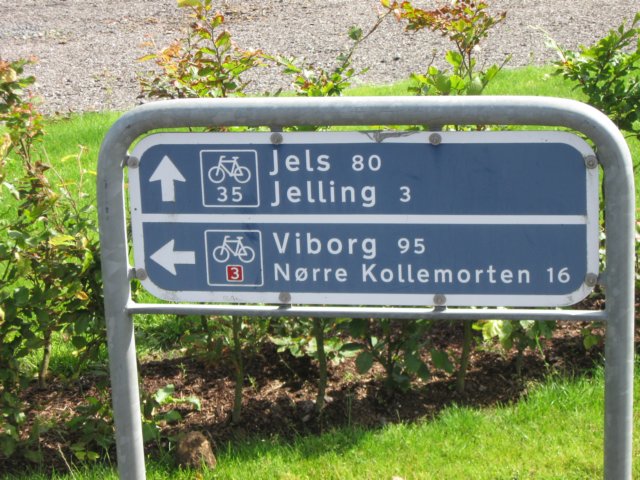 Jels 80
35 Jelling 3
Viborg 95
3 Nørre Kollemorten 16